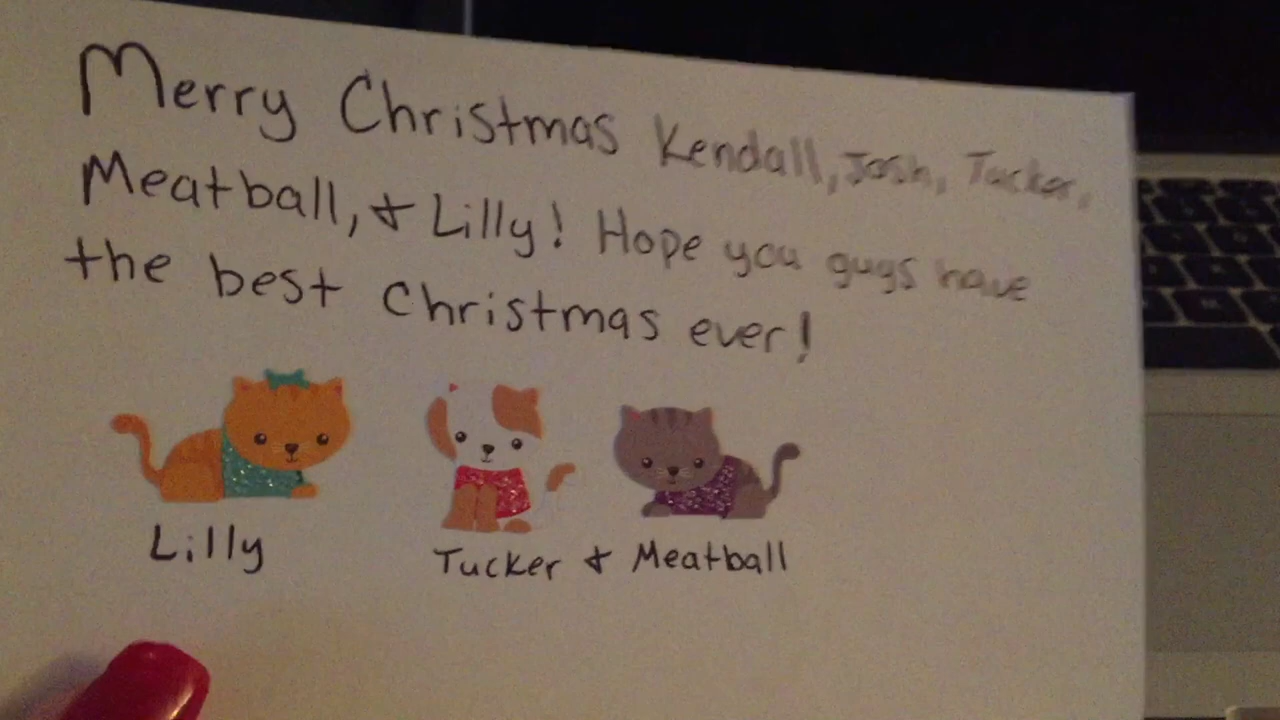 Merry Christmas Kendall, Josh, Tucker,
Meatball, & Lilly! Hope you guys have
the best Christmas ever!
Lilly
Tucker & Meatball